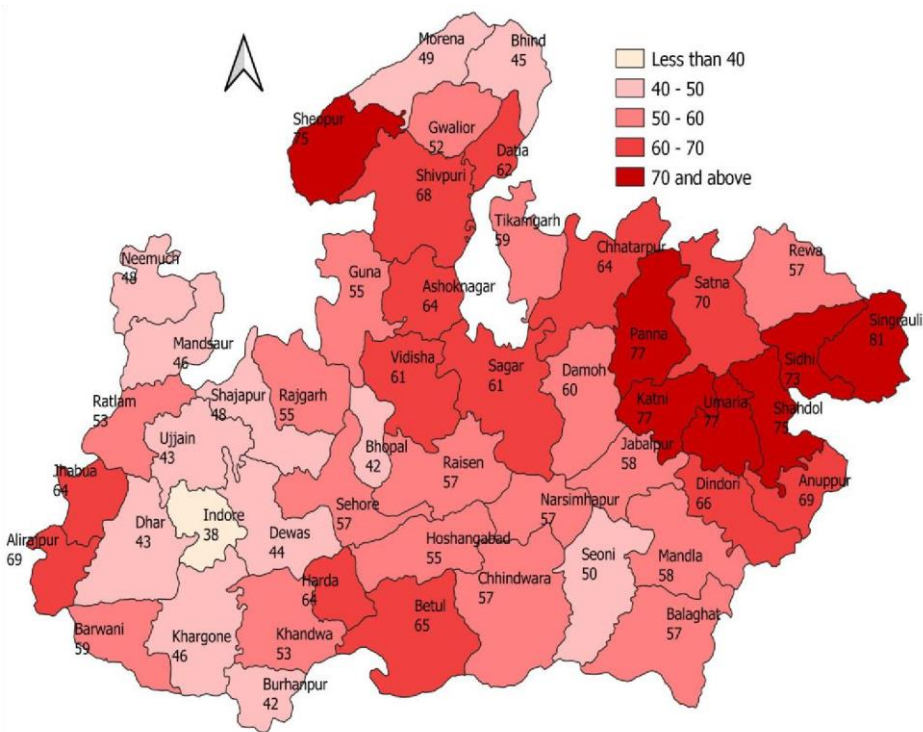 Less than 40
40 - 50
50 - 60
60 - 70
70 and above
Morena
49
Bhind
45
Sheopur
75
Gwalior
52
Datia
62
Shivpuri
68
Tikamgarh
59
Chhatarpur
64
Rewa
57
Neemuch
48
Guna
55
Ashoknagar
64
Satna
70
Panna
77
Singrauli
81
Mandsaur
46
Vidisha
61
Sagar
61
Damoh
60
Sidhi
73
Ratlam
53
Shajapur
48
Rajgarh
55
Katni
77
Umaria
77
Shahdol
75
Ujjain
43
Bhopal
42
Raisen
57
Jabalpur
58
Jhabua
64
Dindori
66
Anuppur
69
Alirajpur
69
Dhar
43
Indore
38
Dewas
44
Sehore
57
Narsimhapur
57
Hoshangabad
55
Seoni
50
Mandla
58
Harda
64
Betul
65
Chhindwara
57
Balaghat
57
Barwani
59
Khargone
46
Khandwa
53
Burhanpur
42